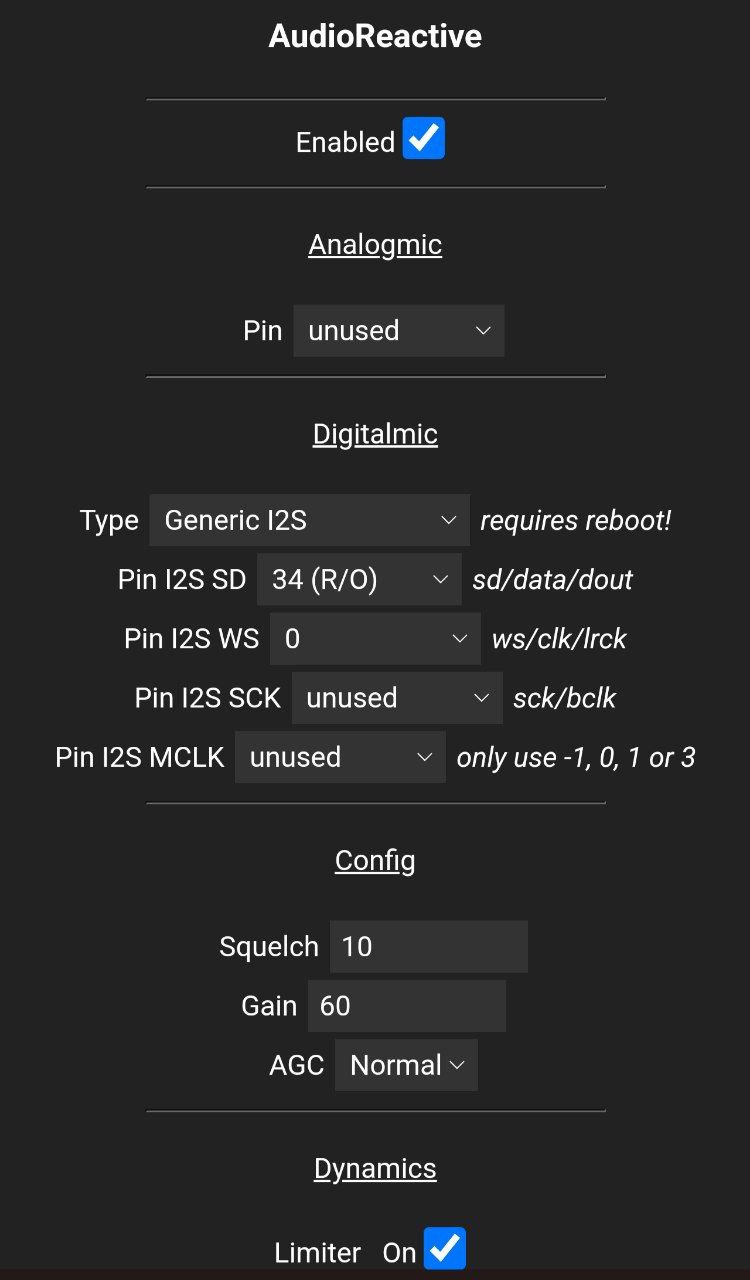 AudioReactive
Enabled
Analogmic
Pin unused
Digitalmic
Type Generic I2S requires reboot!
Pin I2S SD 34 (R/O) sd/data/dout
Pin I2S WS 0 ws/clk/lrck
Pin I2S SCK unused sck/bclk
Pin I2S MCLK unused only use -1, 0, 1 or 3
Config
Squelch 10
Gain 60
AGC Normal
Dynamics
Limiter On